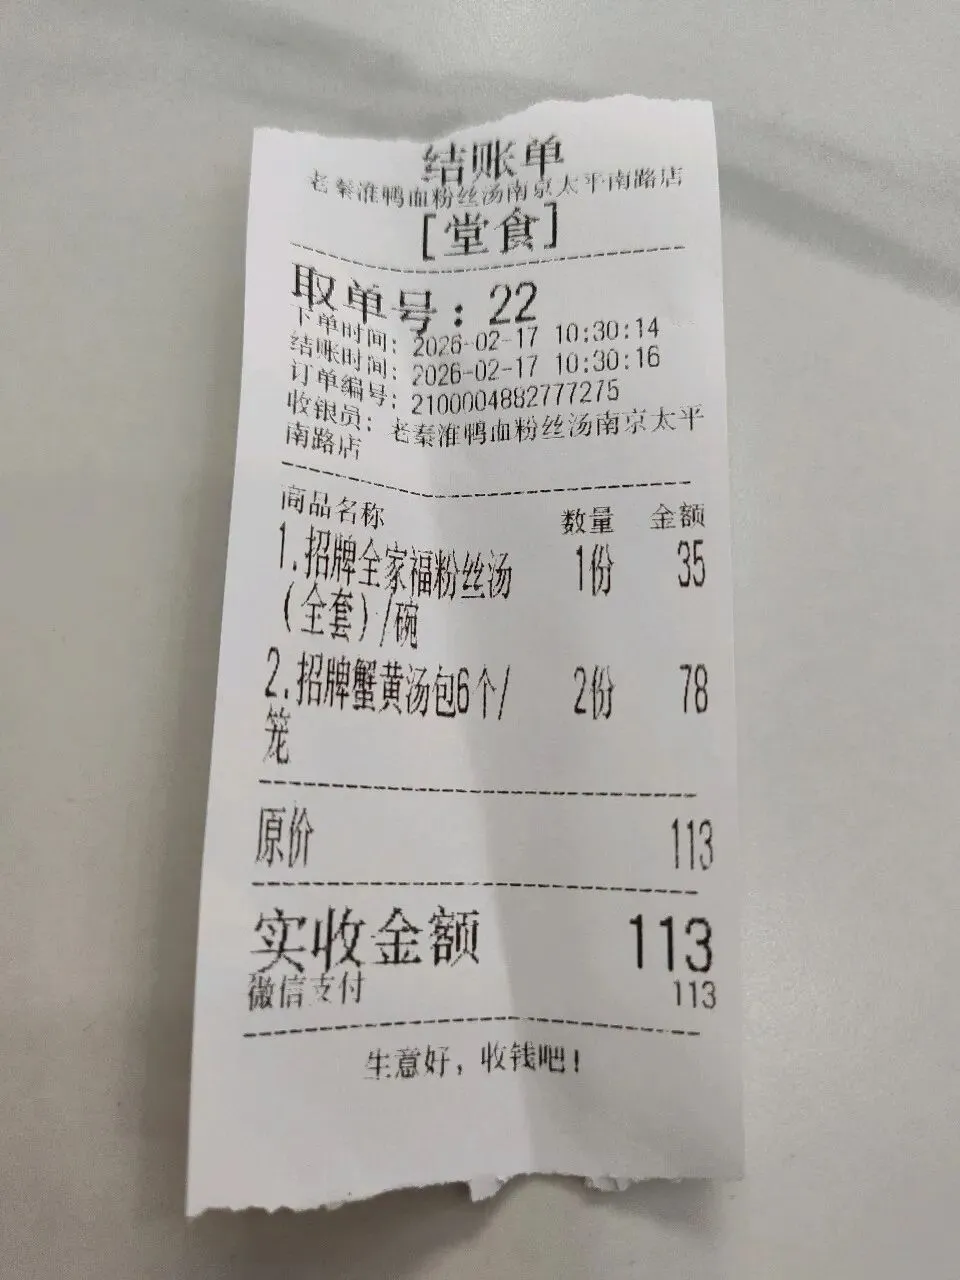 结账单
老秦淮鸭血粉丝汤南京太平南路店
[堂食]
取单号：22
下单时间：2026-02-17 10:30:14
结账时间：2026-02-17 10:30:16
订单编号：2100004882777275
收银员：老秦淮鸭血粉丝汤南京太平
南路店
商品名称 数量 金额
1.招牌全家福粉丝汤 1份 35
(全套)/碗
2.招牌蟹黄汤包6个/ 2份 78
笼
原价 113
实收金额 113
微信支付 113
生意好，收钱吧！